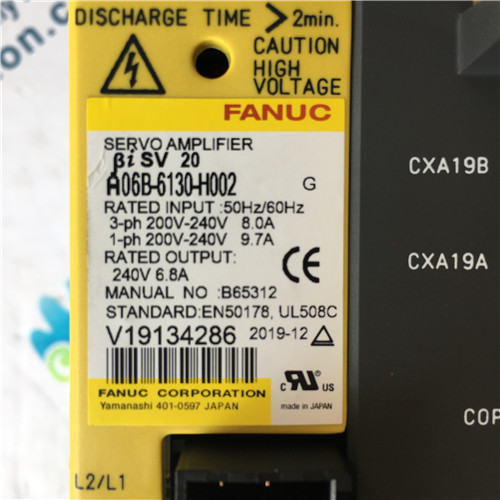 DISCHARGE TIME > 2min.
CAUTION
HIGH
VOLTAGE
FANUC
SERVO AMPLIFIER
βi SV 20
A06B-6130-H002 G
RATED INPUT :50Hz/60Hz
3-ph 200V-240V 8.0A
1-ph 200V-240V 9.7A
RATED OUTPUT:
240V 6.8A
CE
MANUAL NO :B65312
STANDARD:EN50178, UL508C
V19134286 2019-12
c RU US
FANUC CORPORATION
Yamanashi 401-0597 JAPAN
made in JAPAN
CXA19B
CXA19A
COP
L2/L1